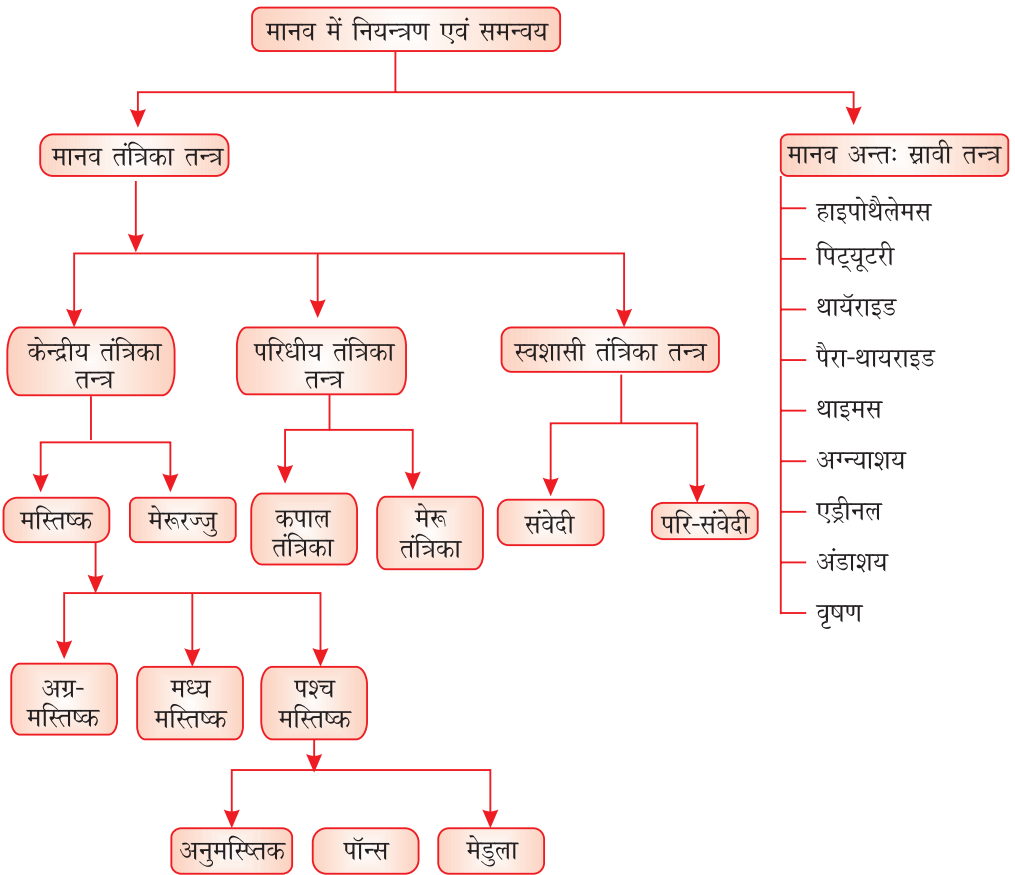 मानव में नियन्त्रण एवं समन्वय
मानव तंत्रिका तन्त्र
मानव अन्तः स्रावी तन्त्र
हाइपोथैलेमस
पिट्यूटरी
थायॅराइड
पैरा-थायराइड
थाइमस
अग्न्याशय
एड्रीनल
अंडाशय
वृषण
केन्द्रीय तंत्रिका
तन्त्र
परिधीय तंत्रिका
तन्त्र
स्वशासी तंत्रिका तन्त्र
मस्तिष्क
मेरूरज्जु
कपाल
तंत्रिका
मेरू
तंत्रिका
संवेदी
परि-संवेदी
अग्र-
मस्तिष्क
मध्य
मस्तिष्क
पश्च
मस्तिष्क
अनुमस्ष्तिक
पॉन्स
मेडुला